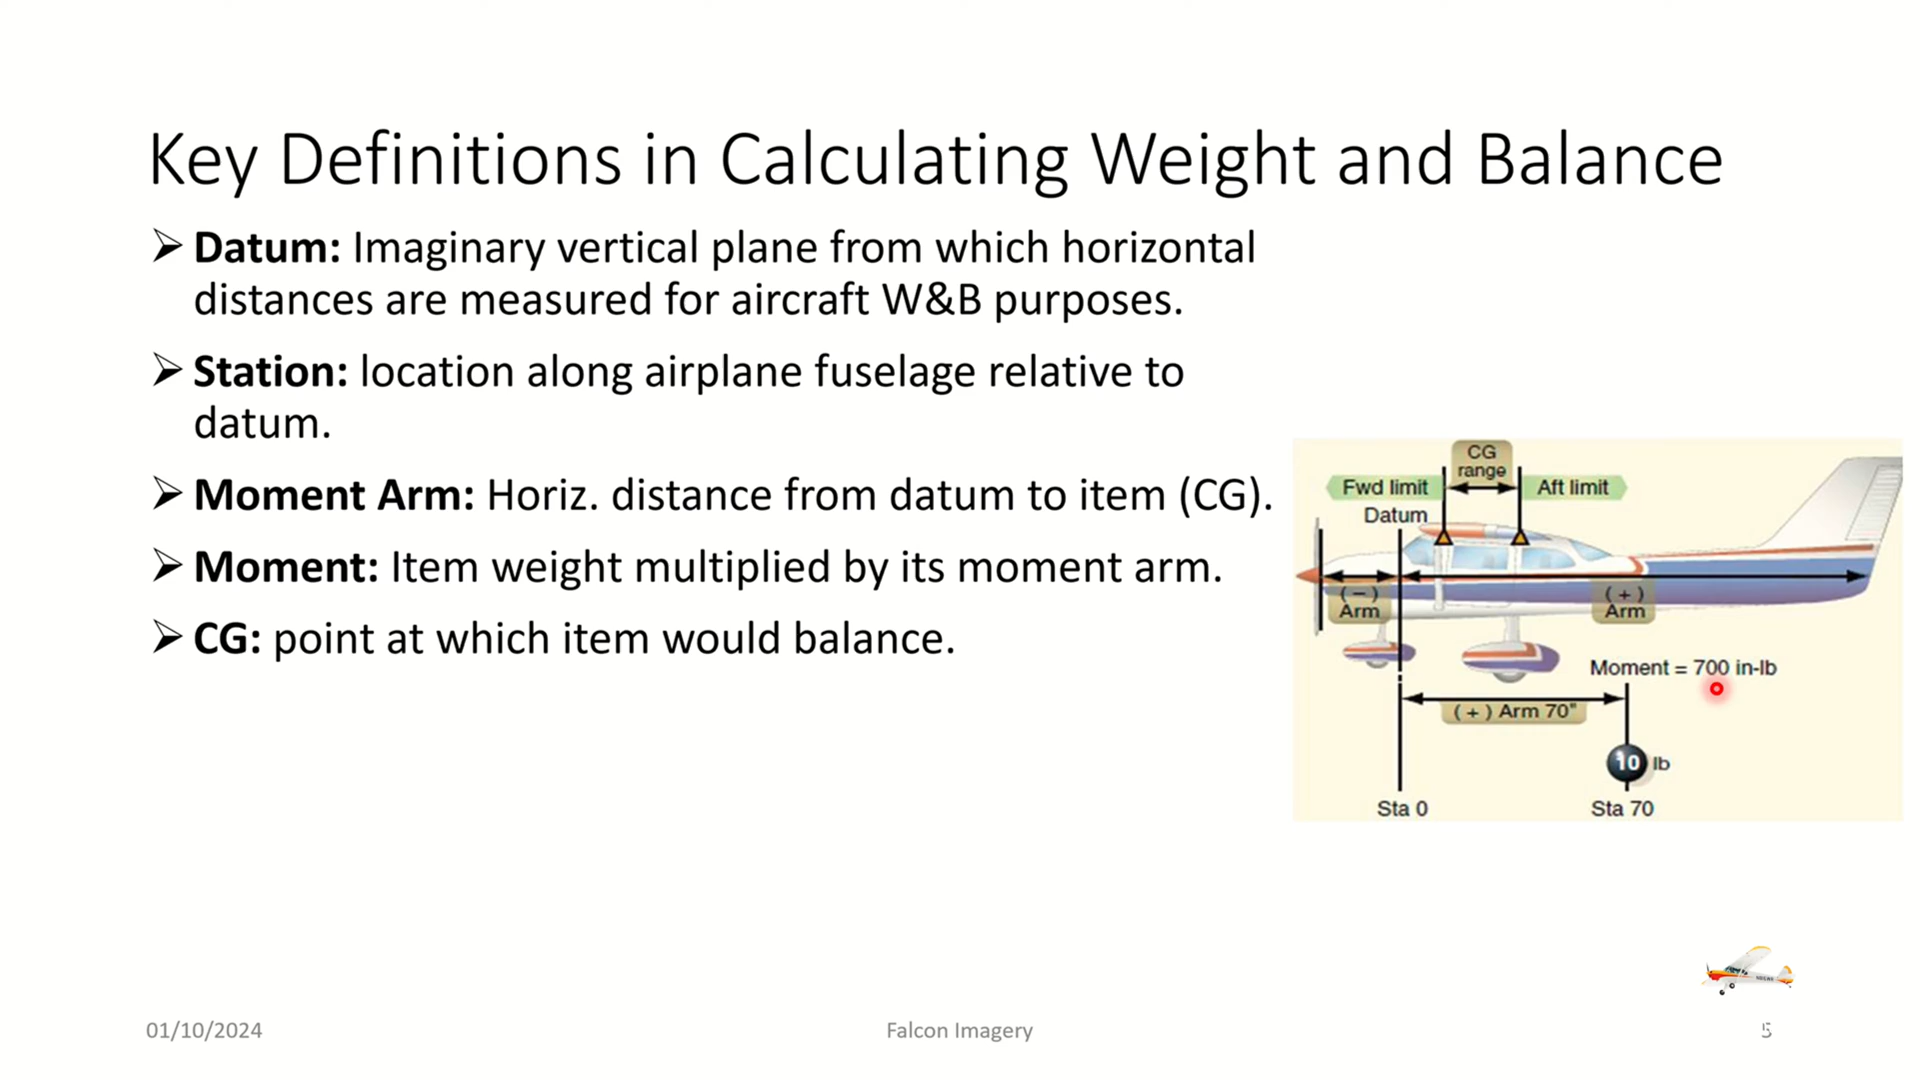 Key Definitions in Calculating Weight and Balance
Datum: Imaginary vertical plane from which horizontal
distances are measured for aircraft W&B purposes.
Station: location along airplane fuselage relative to
datum.
Moment Arm: Horiz. distance from datum to item (CG).
Moment: Item weight multiplied by its moment arm.
CG: point at which item would balance.
CG
range
Fwd limit
Aft limit
Datum
(−)
Arm
(+)
Arm
Moment = 700 in-lb
(+) Arm 70"
10 lb
Sta 0
Sta 70
01/10/2024
Falcon Imagery
5